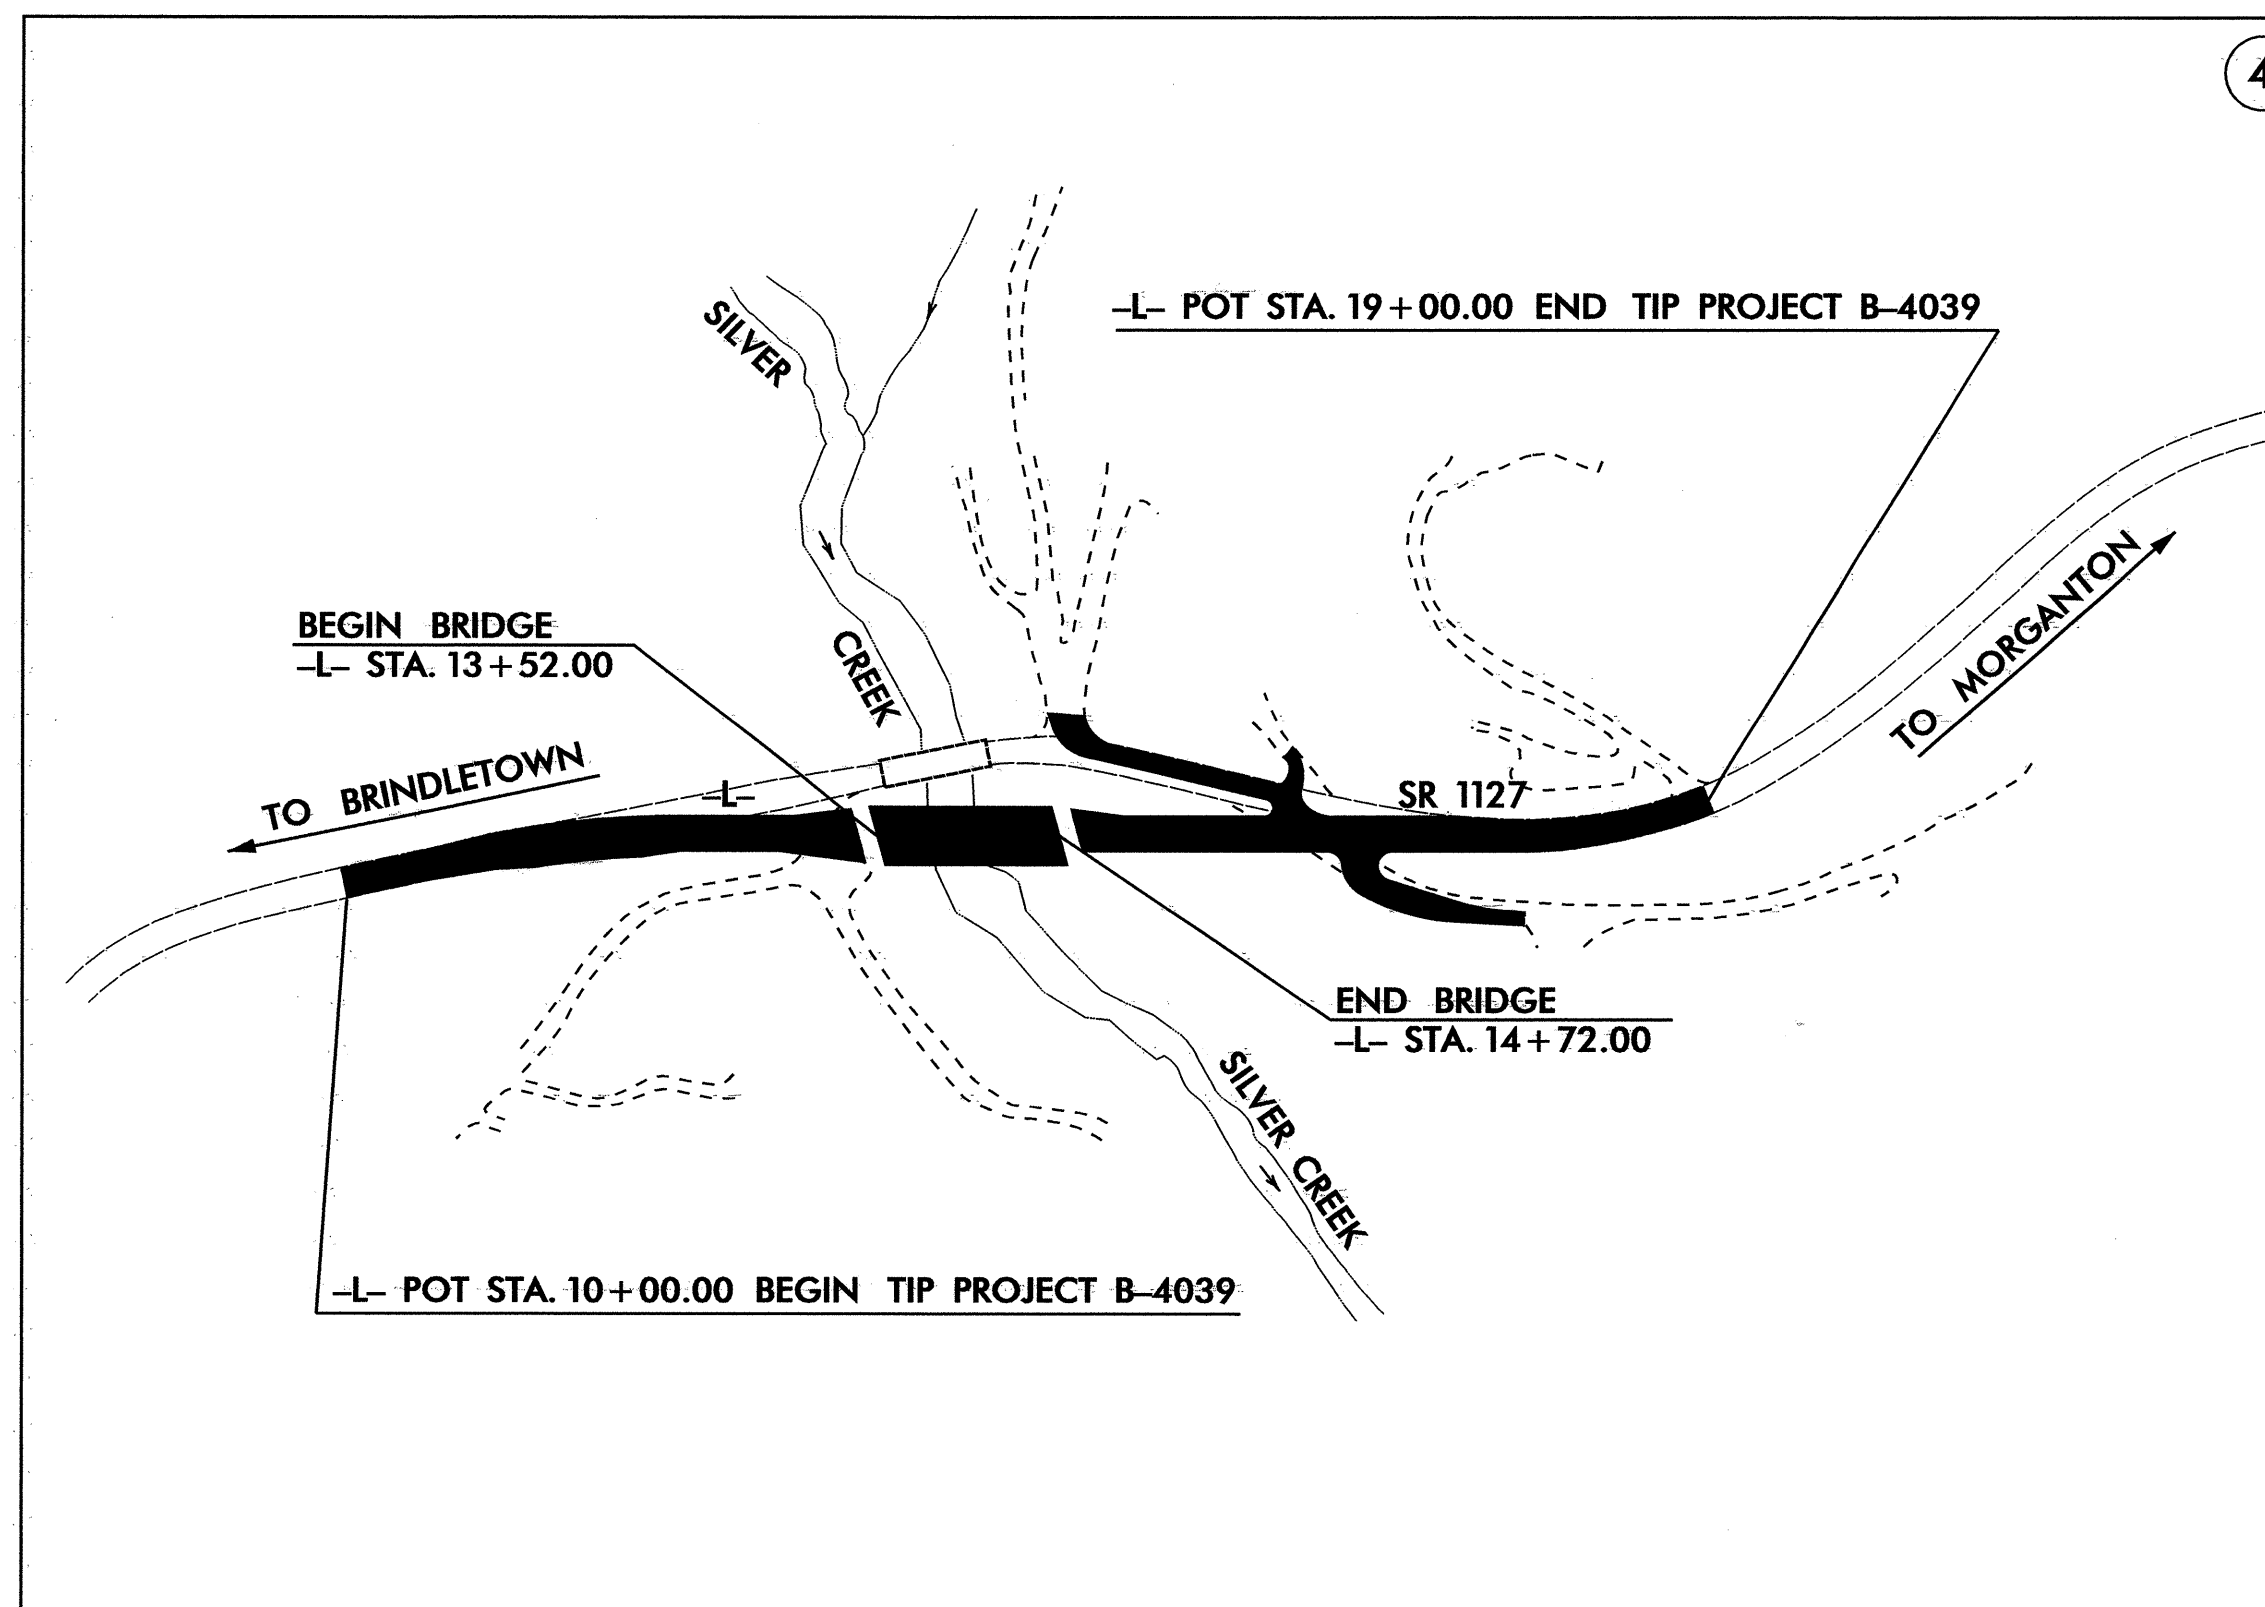 4
SILVER
-L- POT STA. 19+00.00 END TIP PROJECT B-4039
TO MORGANTON
BEGIN BRIDGE
-L- STA. 13+52.00
CREEK
TO BRINDLETOWN
-L-
SR 1127
END BRIDGE
-L- STA. 14+72.00
SILVER CREEK
-L- POT STA. 10+00.00 BEGIN TIP PROJECT B-4039